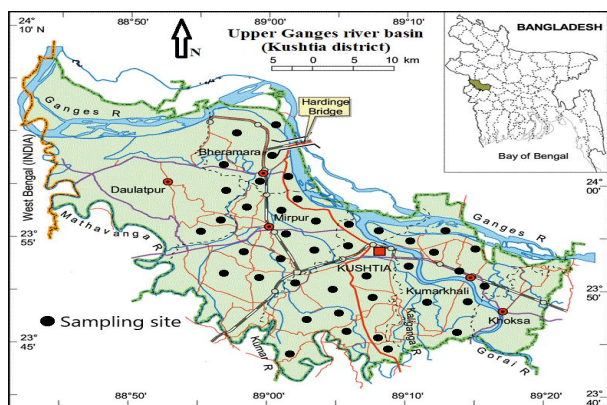 24°
10' N
88°50'
89°00'
89°10'
Upper Ganges river basin
(Kushtia district)
N
5 0 5 10 km
BANGLADESH
Bay of Bengal
Hardinge
Bridge
Ganges R
Bheramara
West Bengal (INDIA)
Daulatpur
24°
00'
Mathavanga R
Mirpur
Ganges R
23°
55'
KUSHTIA
Kumarkhali
23°
50'
Sampling site
Khoksa
23°
45'
Kumar R
Kaliganga R
Gorai R
88°50'
89°00'
89°10'
23°
40'